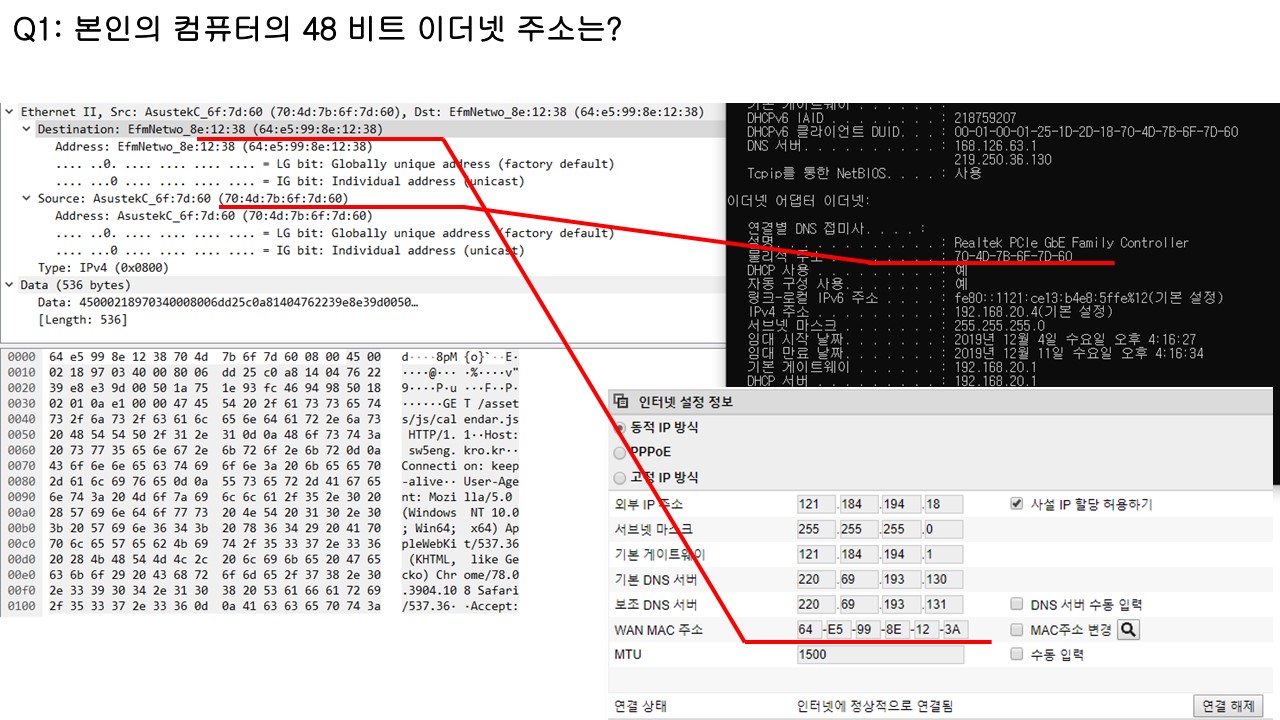 Q1: 본인의 컴퓨터의 48 비트 이더넷 주소는?
Ethernet II, Src: AsustekC_6f:7d:60 (70:4d:7b:6f:7d:60), Dst: EfmNetwo_8e:12:38 (64:e5:99:8e:12:38)
Destination: EfmNetwo_8e:12:38 (64:e5:99:8e:12:38)
Address: EfmNetwo_8e:12:38 (64:e5:99:8e:12:38)
.... ..0. .... .... .... .... = LG bit: Globally unique address (factory default)
.... ...0 .... .... .... .... = IG bit: Individual address (unicast)
Source: AsustekC_6f:7d:60 (70:4d:7b:6f:7d:60)
Address: AsustekC_6f:7d:60 (70:4d:7b:6f:7d:60)
.... ..0. .... .... .... .... = LG bit: Globally unique address (factory default)
.... ...0 .... .... .... .... = IG bit: Individual address (unicast)
Type: IPv4 (0x0800)
Data (536 bytes)
Data: 45000218970340008006dd25c0a81404762239e8e39d0050…
[Length: 536]
0000 64 e5 99 8e 12 38 70 4d 7b 6f 7d 60 08 00 45 00 d····8pM {o}`··E·
0010 02 18 97 03 40 00 80 06 dd 25 c0 a8 14 04 76 22 ····@··· ·%····v"
0020 39 e8 e3 9d 00 50 1a 75 1e 93 fc 46 94 98 50 18 9····P·u ···F··P·
0030 02 01 0a e1 00 00 47 45 54 20 2f 61 73 73 65 74 ······GE T /asset
0040 73 2f 6a 73 2f 63 61 6c 65 6e 64 61 72 2e 6a 73 s/js/cal endar.js
0050 20 48 54 54 50 2f 31 2e 31 0d 0a 48 6f 73 74 3a HTTP/1. 1··Host:
0060 20 73 77 35 65 6e 67 2e 6b 72 6f 2e 6b 72 0d 0a sw5eng. kro.kr··
0070 43 6f 6e 6e 65 63 74 69 6f 6e 3a 20 6b 65 65 70 Connecti on: keep
0080 2d 61 6c 69 76 65 0d 0a 55 73 65 72 2d 41 67 65 -alive·· User-Age
0090 6e 74 3a 20 4d 6f 7a 69 6c 6c 61 2f 35 2e 30 20 nt: Mozi lla/5.0
00a0 28 57 69 6e 64 6f 77 73 20 4e 54 20 31 30 2e 30 (Windows NT 10.0
00b0 3b 20 57 69 6e 36 34 3b 20 78 36 34 29 20 41 70 ; Win64; x64) Ap
00c0 70 6c 65 57 65 62 4b 69 74 2f 35 33 37 2e 33 36 pleWebKi t/537.36
00d0 20 28 4b 48 54 4d 4c 2c 20 6c 69 6b 65 20 47 65 (KHTML, like Ge
00e0 63 6b 6f 29 20 43 68 72 6f 6d 65 2f 37 38 2e 30 cko) Chr ome/78.0
00f0 2e 33 39 30 34 2e 31 30 38 20 53 61 66 61 72 69 .3904.10 8 Safari
0100 2f 35 33 37 2e 33 36 0d 0a 41 63 63 65 70 74 3a /537.36· ·Accept:
기본 게이트웨이 . . . . . . . :
DHCPv6 IAID . . . . . . . . . : 218759207
DHCPv6 클라이언트 DUID. . . : 00-01-00-01-25-1D-2D-18-70-4D-7B-6F-7D-60
DNS 서버. . . . . . . . . . . : 168.126.63.1
219.250.36.130
Tcpip를 통한 NetBIOS. . . . : 사용
이더넷 어댑터 이더넷:
연결별 DNS 접미사. . . . :
설명. . . . . . . . . . . . : Realtek PCIe GbE Family Controller
물리적 주소 . . . . . . . . : 70-4D-7B-6F-7D-60
DHCP 사용 . . . . . . . . . : 예
자동 구성 사용. . . . . . . : 예
링크-로컬 IPv6 주소 . . . . : fe80::1121:ce13:b4e8:5ffe%12(기본 설정)
IPv4 주소 . . . . . . . . . : 192.168.20.4(기본 설정)
서브넷 마스크 . . . . . . . : 255.255.255.0
임대 시작 날짜 . . . . . . : 2019년 12월 4일 수요일 오후 4:16:27
임대 만료 날짜 . . . . . . : 2019년 12월 11일 수요일 오후 4:16:34
기본 게이트웨이 . . . . . . : 192.168.20.1
DHCP 서버 . . . . . . . . . : 192.168.20.1
인터넷 설정 정보
동적 IP 방식
PPPoE
고정 IP 방식
외부 IP 주소 121 .184 .194 .18 사설 IP 할당 허용하기
서브넷 마스크 255 .255 .255 .0
기본 게이트웨이 121 .184 .194 .1
기본 DNS 서버 220 .69 .193 .130
보조 DNS 서버 220 .69 .193 .131 DNS 서버 수동 입력
WAN MAC 주소 64 -E5 -99 -8E -12 -3A MAC주소 변경
MTU 1500 수동 입력
연결 상태 인터넷에 정상적으로 연결됨 연결 해제